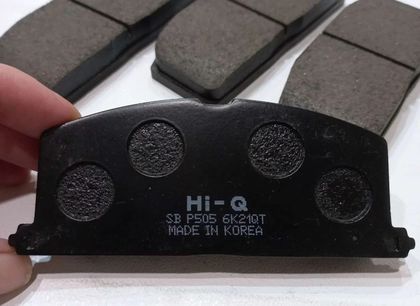 Hi-Q
SB P505 6K21QT
MADE IN KOREA